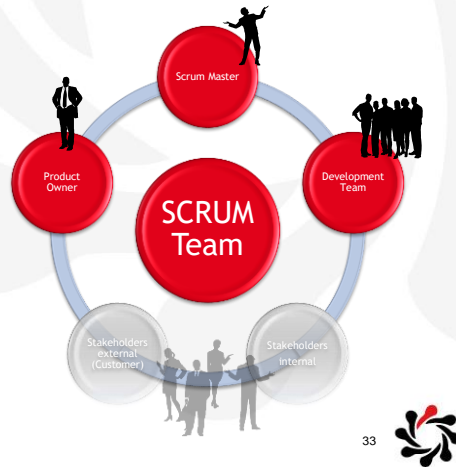 Scrum Master
Product
Owner
Development
Team
SCRUM
Team
Stakeholders
external
(Customer)
Stakeholders
internal
33